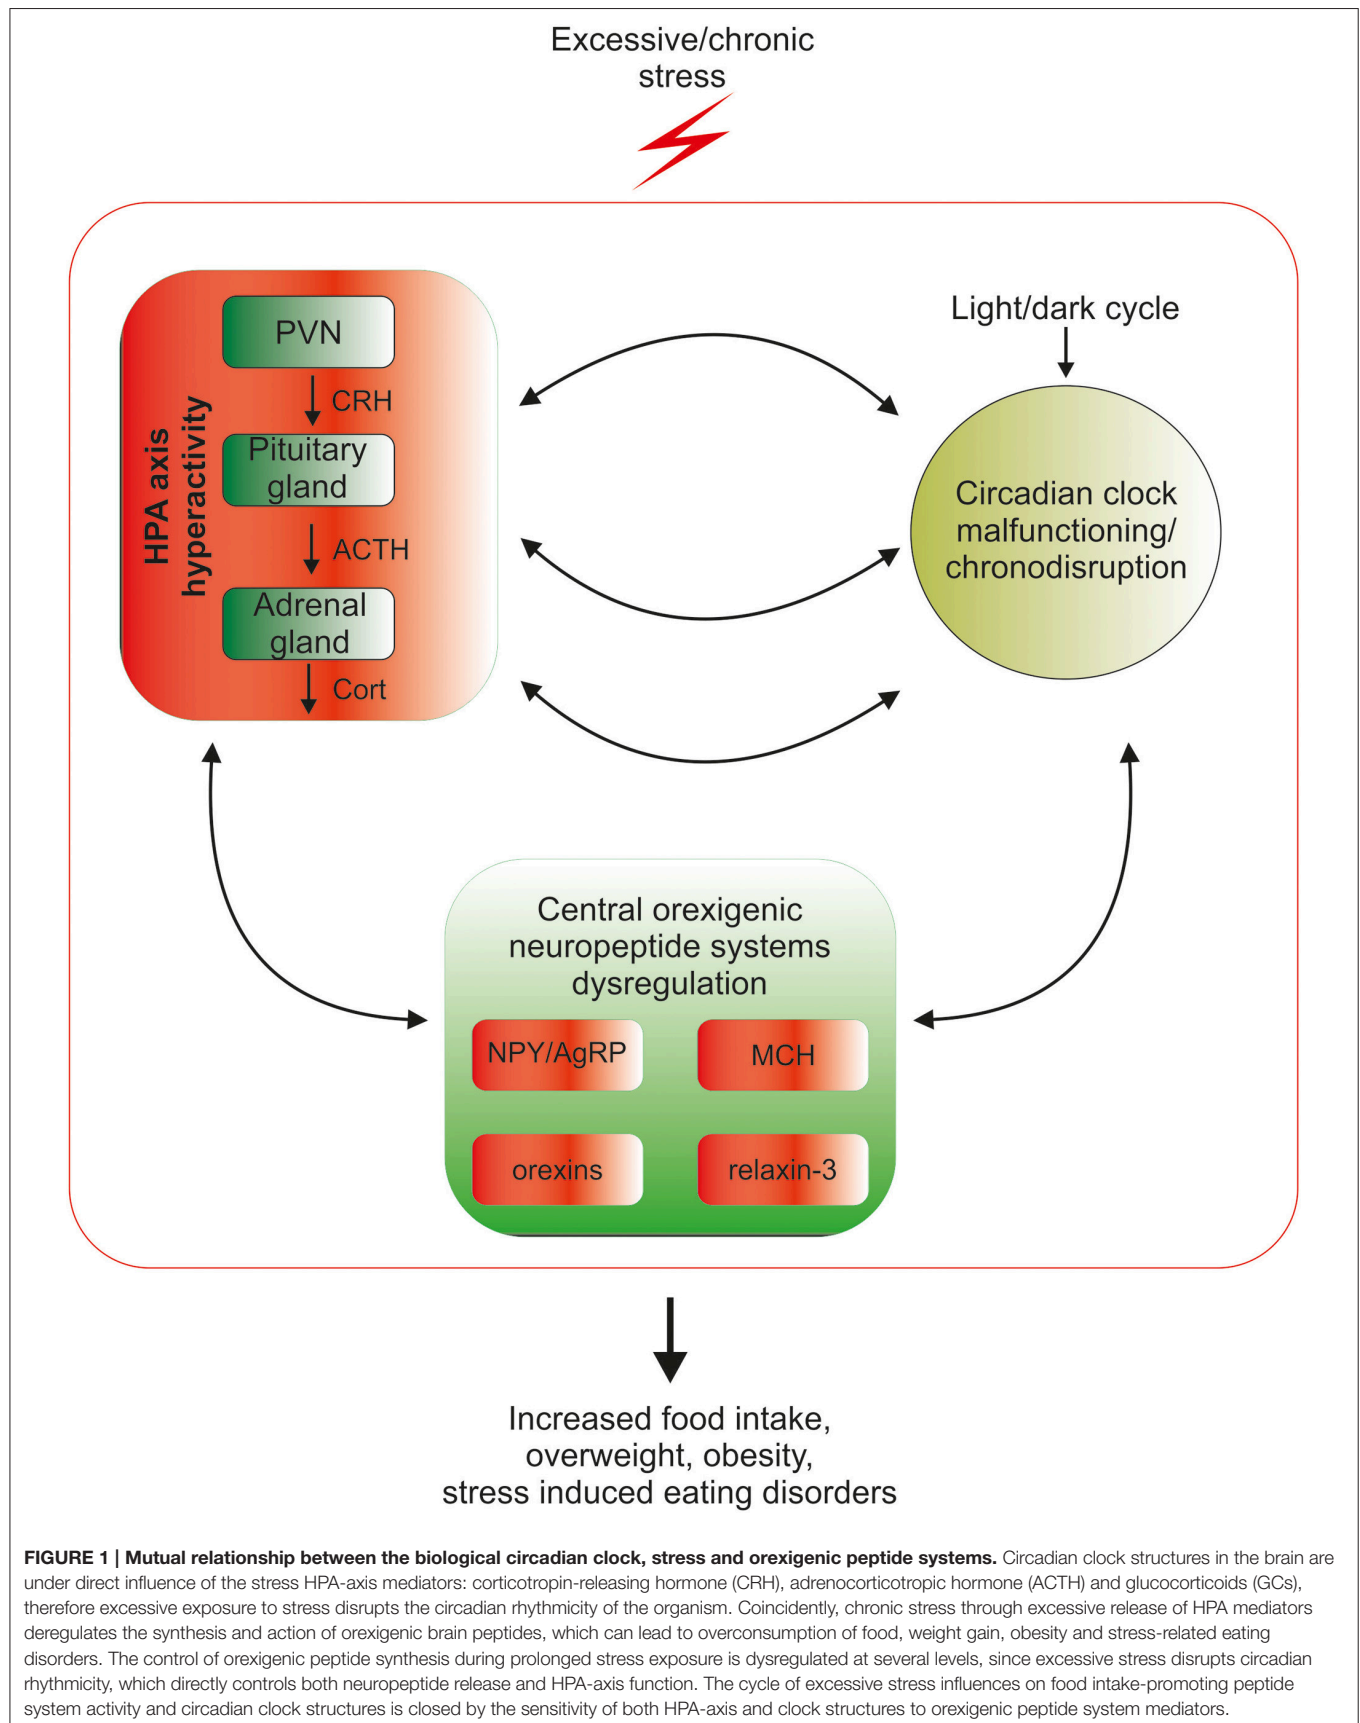 Excessive/chronic
stress
PVN
CRH
Pituitary
gland
ACTH
Adrenal
gland
Cort
HPA axis
hyperactivity
Light/dark cycle
Circadian clock
malfunctioning/
chronodisruption
Central orexigenic
neuropeptide systems
dysregulation
NPY/AgRP
MCH
orexins
relaxin-3
Increased food intake,
overweight, obesity,
stress induced eating disorders
FIGURE 1 | Mutual relationship between the biological circadian clock, stress and orexigenic peptide systems. Circadian clock structures in the brain are
under direct influence of the stress HPA-axis mediators: corticotropin-releasing hormone (CRH), adrenocorticotropic hormone (ACTH) and glucocorticoids (GCs),
therefore excessive exposure to stress disrupts the circadian rhythmicity of the organism. Coincidently, chronic stress through excessive release of HPA mediators
deregulates the synthesis and action of orexigenic brain peptides, which can lead to overconsumption of food, weight gain, obesity and stress-related eating
disorders. The control of orexigenic peptide synthesis during prolonged stress exposure is dysregulated at several levels, since excessive stress disrupts circadian
rhythmicity, which directly controls both neuropeptide release and HPA-axis function. The cycle of excessive stress influences on food intake-promoting peptide
system activity and circadian clock structures is closed by the sensitivity of both HPA-axis and clock structures to orexigenic peptide system mediators.